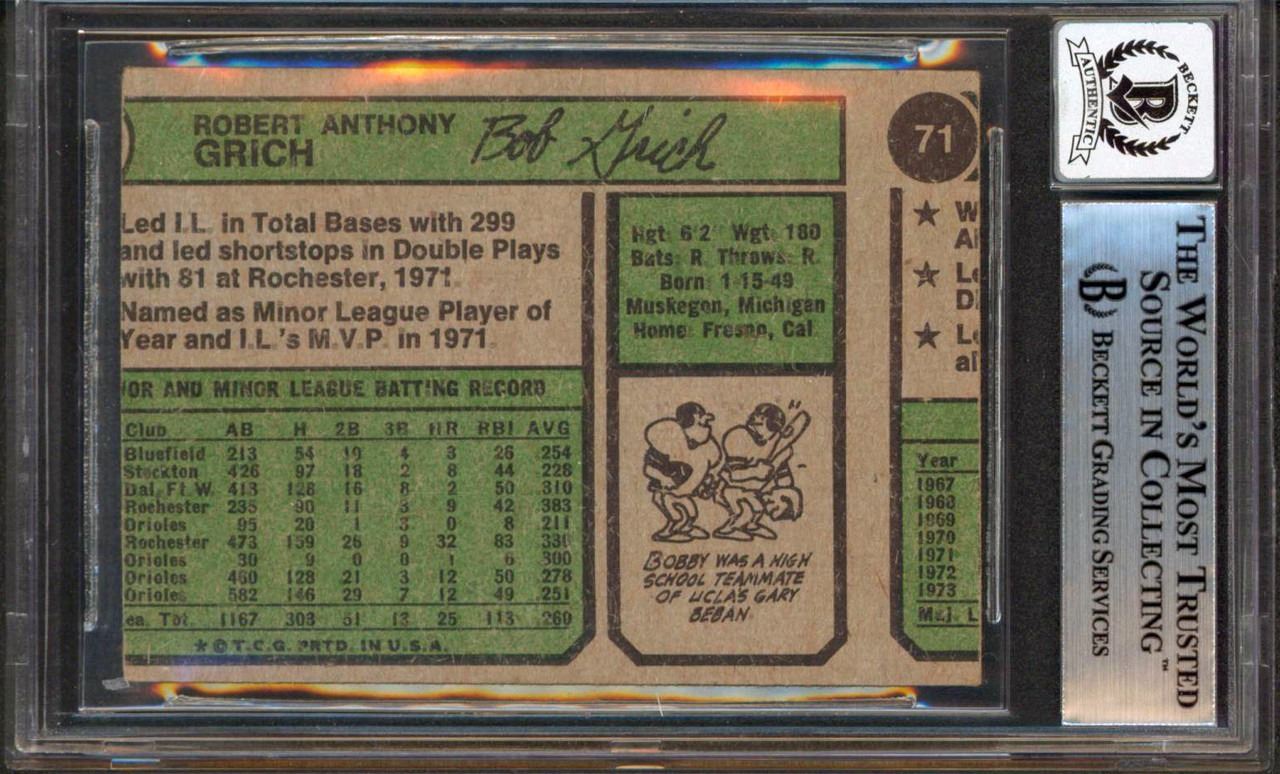 ROBERT ANTHONY
GRICH
Bob Grich
71
Led I.L. in Total Bases with 299
and led shortstops in Double Plays
with 81 at Rochester, 1971.
Named as Minor League Player of
Year and I.L.'s M.V.P. in 1971.
Hgt: 6'2" Wgt: 180
Bats: R. Throws: R.
Born: 1-15-49
Muskegon, Michigan
Home: Fresno, Cal.
OR AND MINOR LEAGUE BATTING RECORD
Club AB H 2B 3B HR RBI AVG
Bluefield 213 54 10 4 3 26 .254
Stockton 426 97 18 2 8 44 .228
Dal. Ft. W. 413 128 16 8 2 50 .310
Rochester 235 90 11 3 9 42 .383
Orioles 95 20 1 3 0 8 .211
Rochester 473 159 26 9 32 83 .336
Orioles 30 9 0 0 1 6 .300
Orioles 460 128 21 3 12 50 .278
Orioles 582 146 29 7 12 49 .251
ea. Tot. 1167 303 51 13 25 113 .260
* © T.C.G. PRTD. IN U.S.A.
BOBBY WAS A HIGH
SCHOOL TEAMMATE
OF UCLA'S GARY
BEBAN.
★ W
Al
★ Le
D
★ Le
al
Year
1967
1968
1969
1970
1971
1972
1973
Maj. L
BECKETT
AUTHENTIC
B
THE WORLD'S MOST TRUSTED
SOURCE IN COLLECTING™
B BECKETT GRADING SERVICES